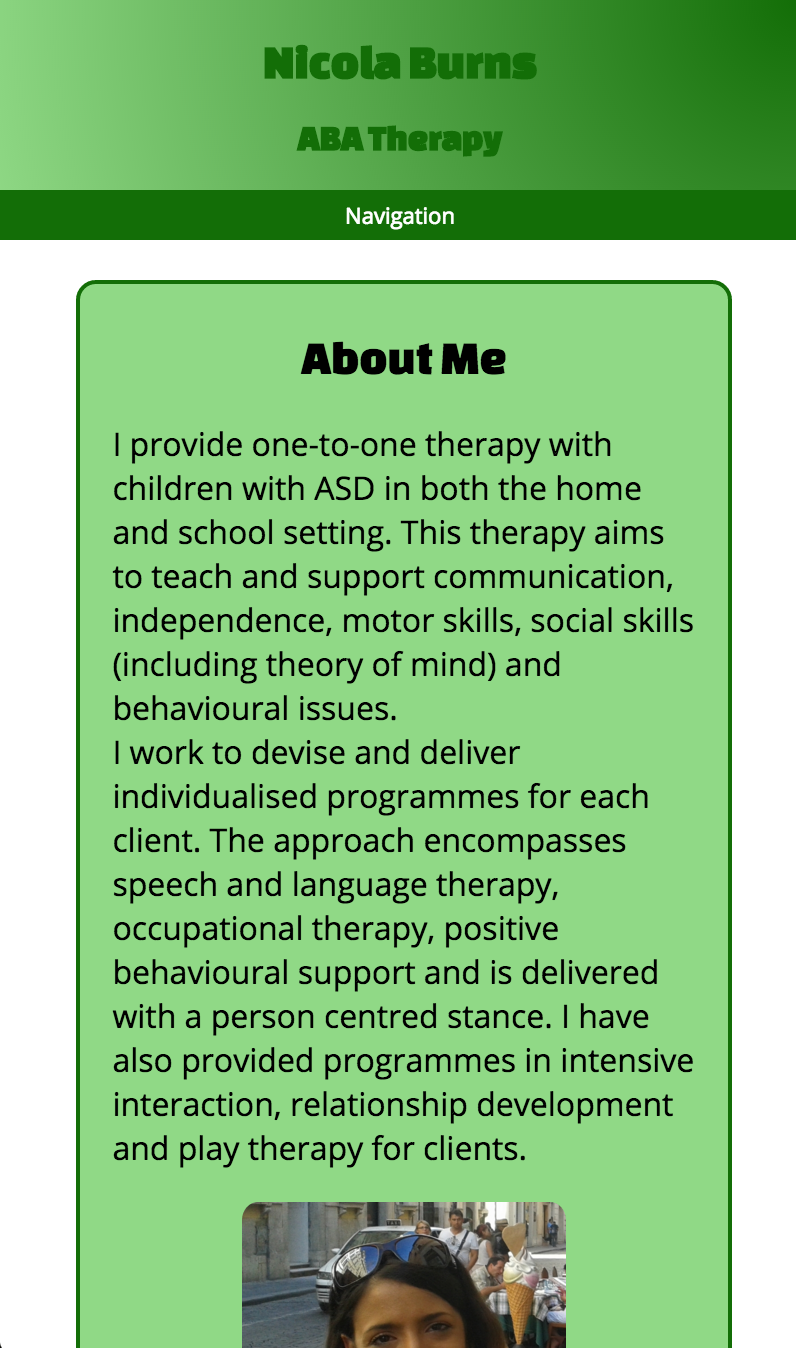 Nicola Burns
ABA Therapy
Navigation
About Me
I provide one-to-one therapy with
children with ASD in both the home
and school setting. This therapy aims
to teach and support communication,
independence, motor skills, social skills
(including theory of mind) and
behavioural issues.
I work to devise and deliver
individualised programmes for each
client. The approach encompasses
speech and language therapy,
occupational therapy, positive
behavioural support and is delivered
with a person centred stance. I have
also provided programmes in intensive
interaction, relationship development
and play therapy for clients.